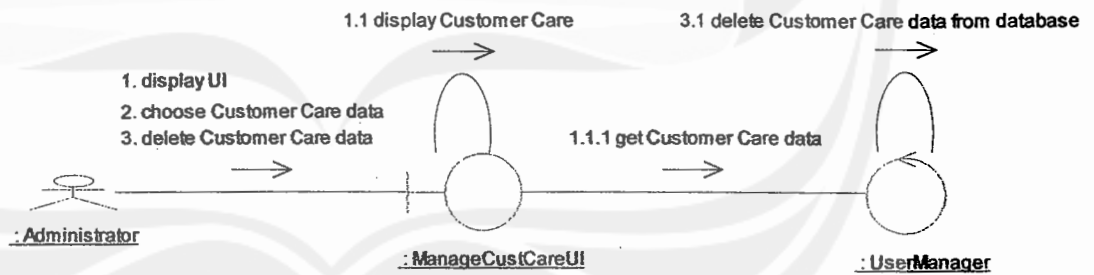 1.1 display Customer Care
3.1 delete Customer Care data from database
1. display UI
2. choose Customer Care data
3. delete Customer Care data
1.1.1 get Customer Care data
: Administrator
: ManageCustCareUI
: UserManager